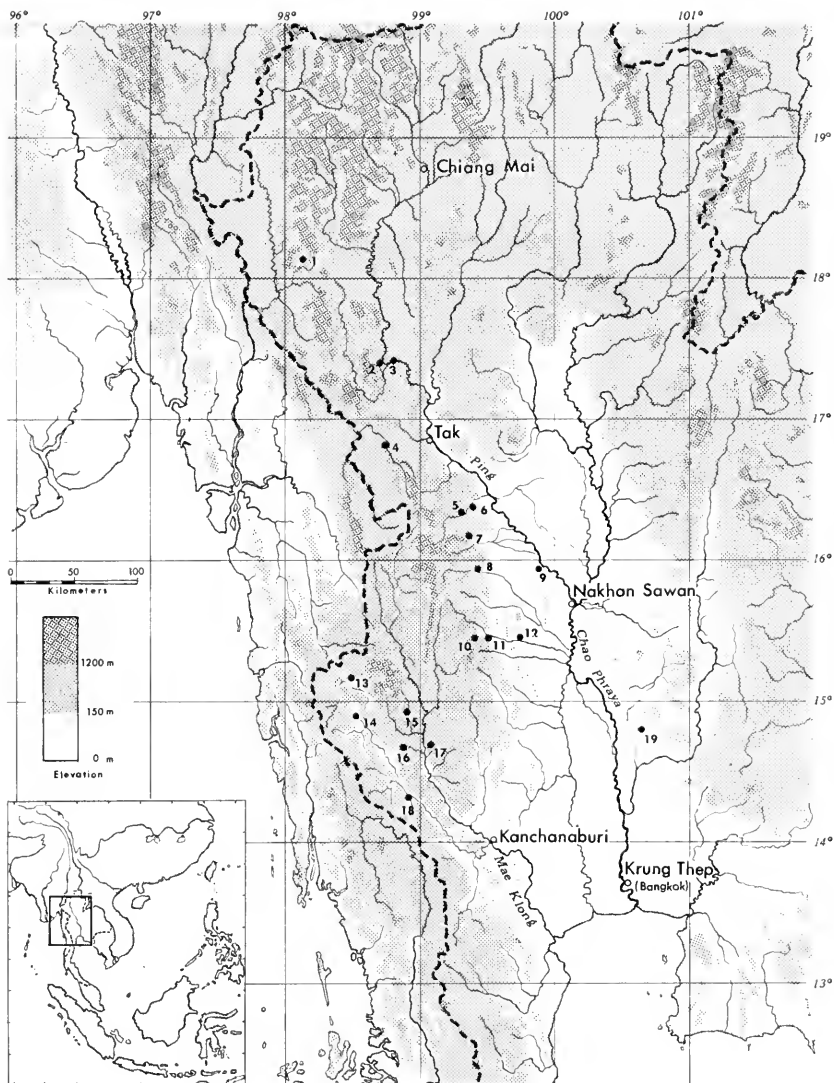 96° 97° 98° 99° 100° 101°
19°
Chiang Mai
1
18°
2 3
17°
Tak
4
Ping
5 6
7
16°
8 9
0 50 100
Kilometers
Nakhon Sawan
10 11 12
Chao Phraya
1200 m
150 m
0 m
Elevation
13
15°
14 15
16 17
19
18
14°
Kanchanaburi
Mae Klong
Krung Thep
(Bangkok)
13°